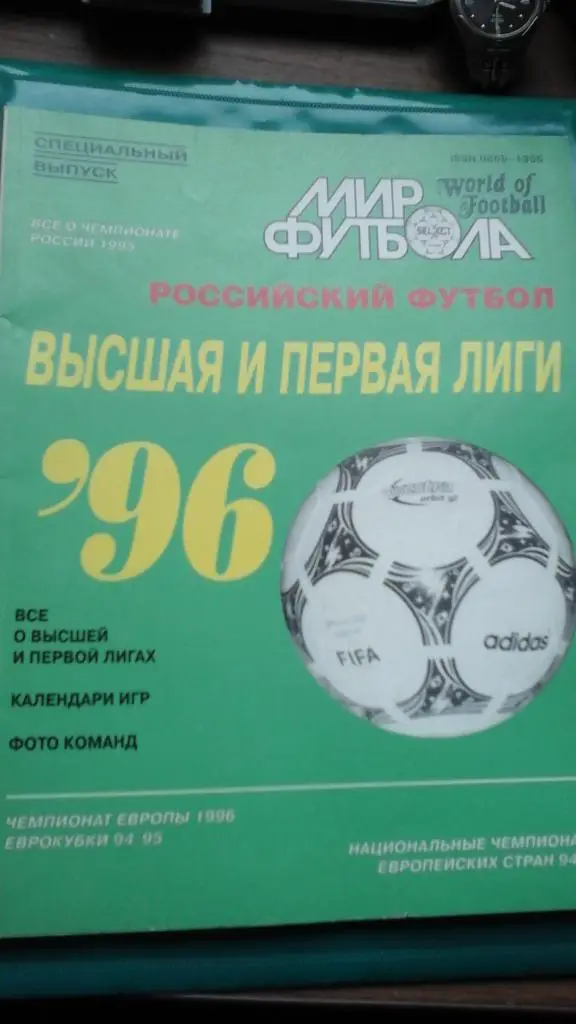 СПЕЦИАЛЬНЫЙ
ВЫПУСК
ВСЕ О ЧЕМПИОНАТЕ
РОССИИ 1995
МИР
ФУТБОЛА
SELECT
World of
Football
РОССИЙСКИЙ ФУТБОЛ
ВЫСШАЯ И ПЕРВАЯ ЛИГИ
'96
ВСЕ
О ВЫСШЕЙ
И ПЕРВОЙ ЛИГАХ
КАЛЕНДАРИ ИГР
ФОТО КОМАНД
FIFA
adidas
ЧЕМПИОНАТ ЕВРОПЫ 1996
ЕВРОКУБКИ 94 95
НАЦИОНАЛЬНЫЕ ЧЕМПИОНА
ЕВРОПЕЙСКИХ СТРАН 94